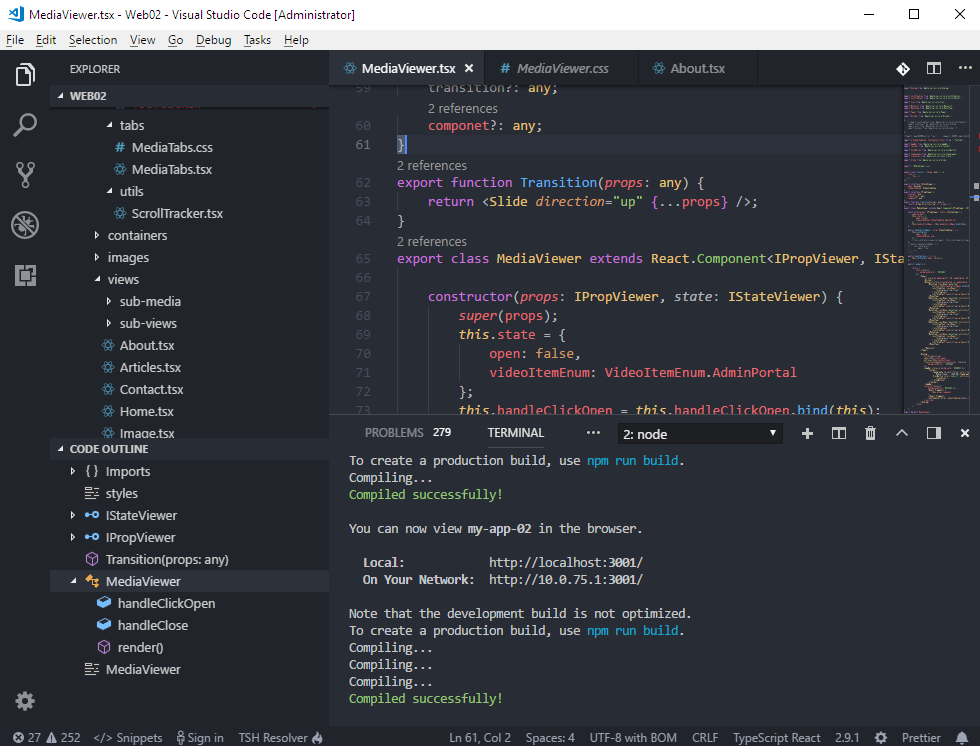 MediaViewer.tsx - Web02 - Visual Studio Code [Administrator]
File Edit Selection View Go Debug Tasks Help
EXPLORER
WEB02
tabs
# MediaTabs.css
MediaTabs.tsx
utils
ScrollTracker.tsx
containers
images
views
sub-media
sub-views
About.tsx
Articles.tsx
Contact.tsx
Home.tsx
Image.tsx
CODE OUTLINE
{ } Imports
styles
IStateViewer
IPropViewer
Transition(props: any)
MediaViewer
handleClickOpen
handleClose
render()
MediaViewer
MediaViewer.tsx × # MediaViewer.css About.tsx
59 transition?: any;
2 references
60 componet?: any;
61 }
2 references
62 export function Transition(props: any) {
63 return <Slide direction="up" {...props} />;
64 }
2 references
65 export class MediaViewer extends React.Component<IPropViewer, ISta
66
67 constructor(props: IPropViewer, state: IStateViewer) {
68 super(props);
69 this.state = {
70 open: false,
71 videoItemEnum: VideoItemEnum.AdminPortal
72 };
73 this.handleClickOpen = this.handleClickOpen.bind(this);
PROBLEMS 279 TERMINAL ··· 2: node
To create a production build, use npm run build.
Compiling...
Compiled successfully!
You can now view my-app-02 in the browser.
Local: http://localhost:3001/
On Your Network: http://10.0.75.1:3001/
Note that the development build is not optimized.
To create a production build, use npm run build.
Compiling...
Compiling...
Compiling...
Compiled successfully!
27 252 </> Snippets Sign in TSH Resolver Ln 61, Col 2 Spaces: 4 UTF-8 with BOM CRLF TypeScript React 2.9.1 Prettier